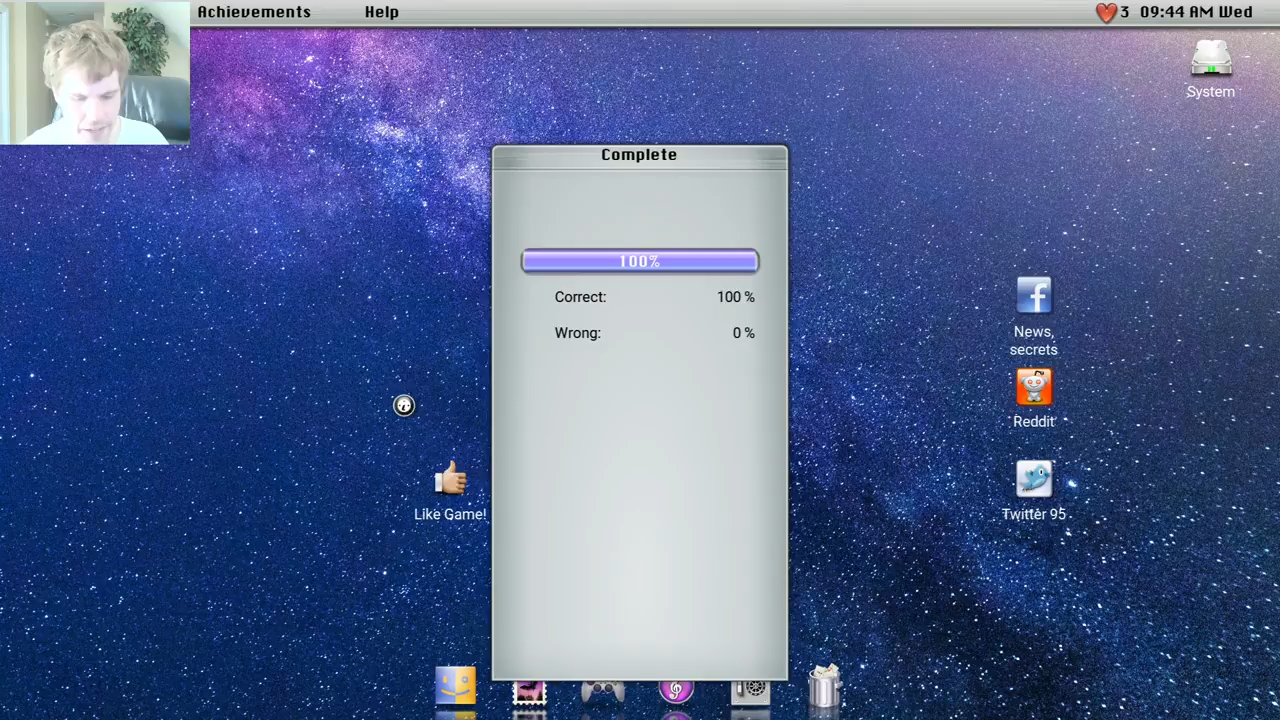 Achievements Help 3 09:44 AM Wed
System
Complete
100%
Correct: 100 %
Wrong: 0 %
News,
secrets
Reddit
Like Game!
Twitter 95